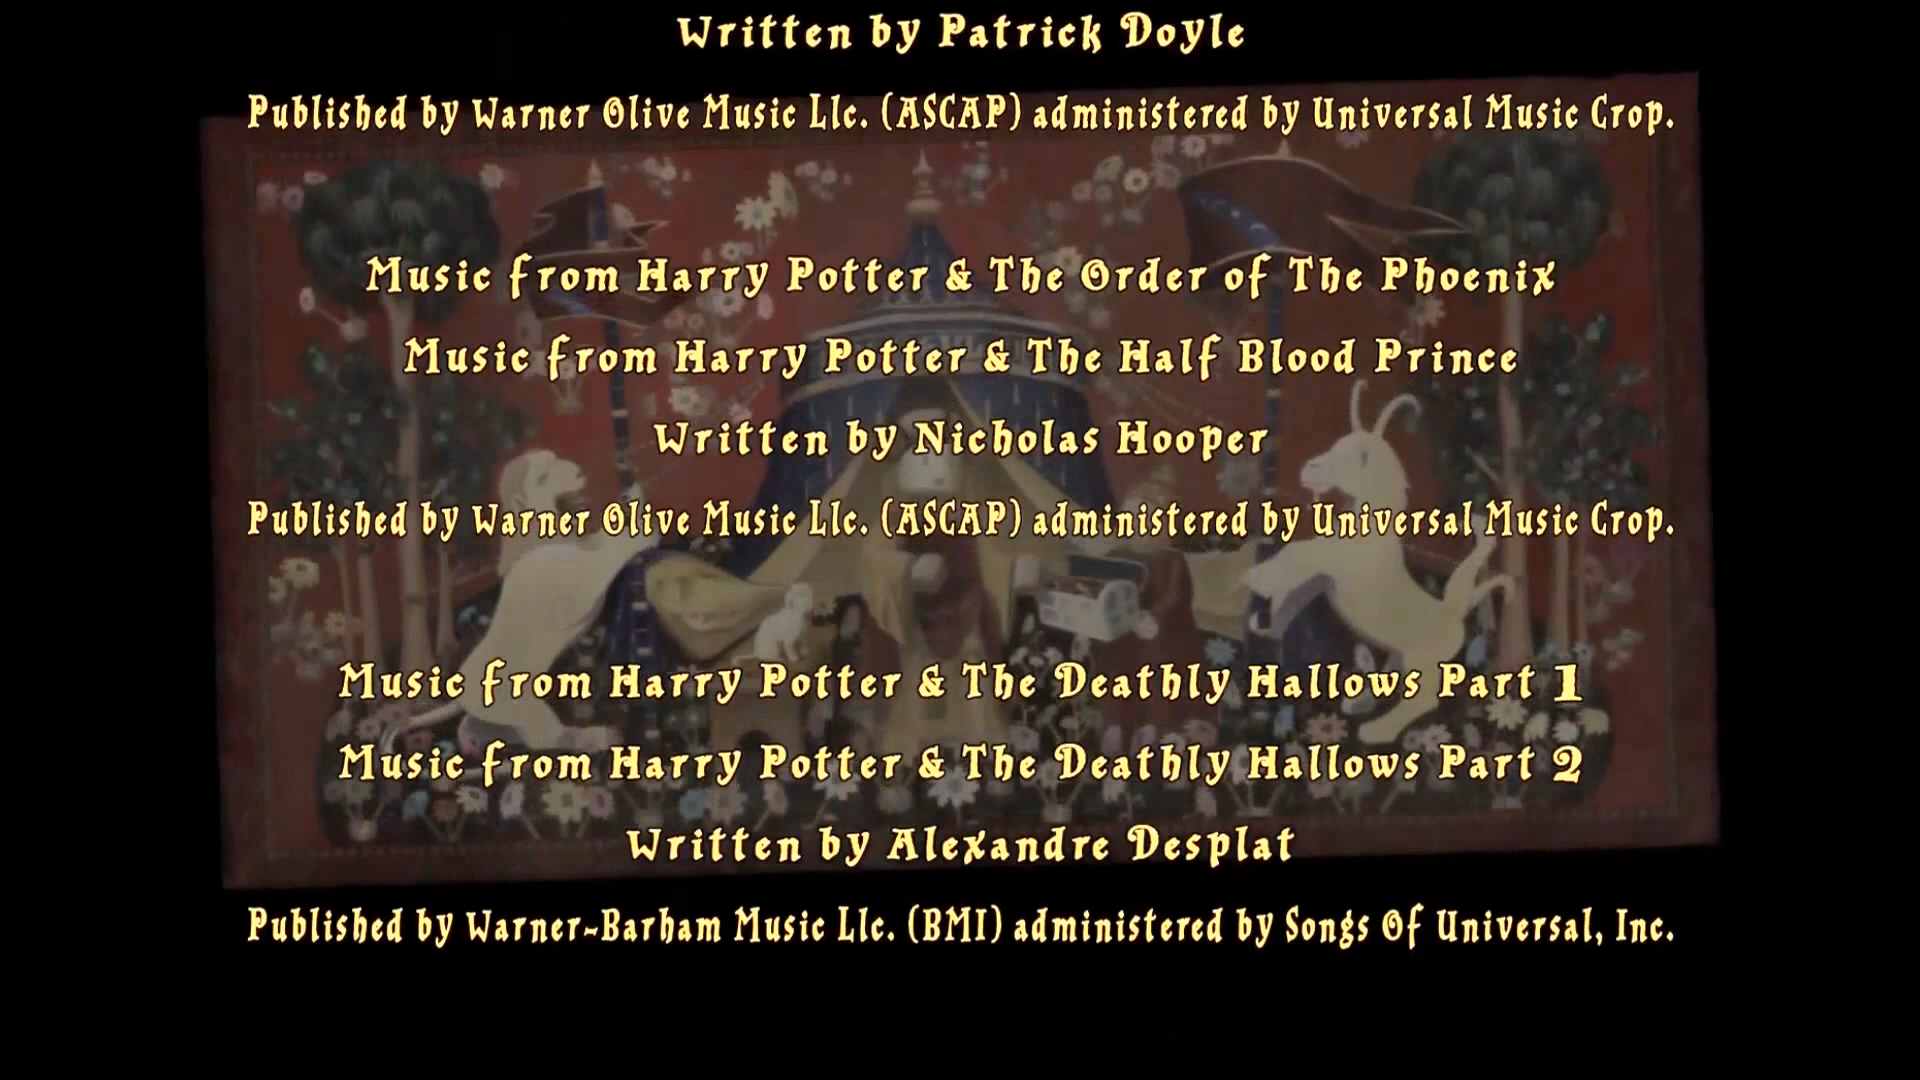 Written by Patrick Doyle
Published by Warner Olive Music Llc. (ASCAP) administered by Universal Music Crop.
Music from Harry Potter & The Order of The Phoenix
Music from Harry Potter & The Half Blood Prince
Written by Nicholas Hooper
Published by Warner Olive Music Llc. (ASCAP) administered by Universal Music Crop.
Music from Harry Potter & The Deathly Hallows Part 1
Music from Harry Potter & The Deathly Hallows Part 2
Written by Alexandre Desplat
Published by Warner-Barham Music Llc. (BMI) administered by Songs Of Universal, Inc.